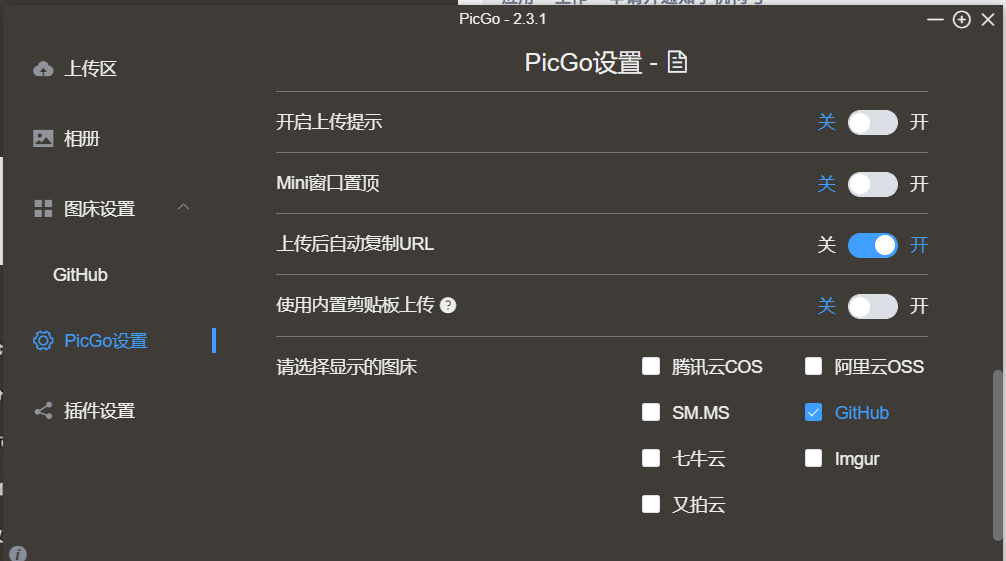 PicGo - 2.3.1
上传区
相册
图床设置
GitHub
PicGo设置
插件设置
PicGo设置 -
开启上传提示 关 开
Mini窗口置顶 关 开
上传后自动复制URL 关 开
使用内置剪贴板上传 ? 关 开
请选择显示的图床 腾讯云COS 阿里云OSS
SM.MS GitHub
七牛云 Imgur
又拍云